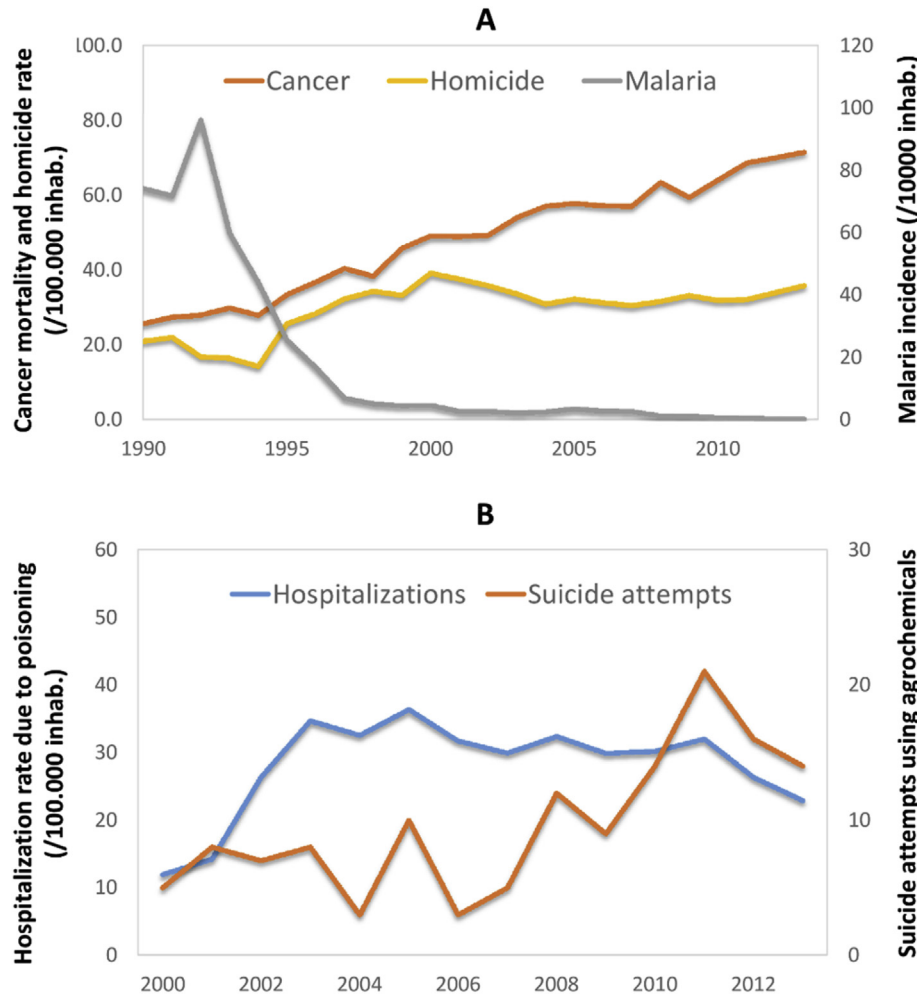 A
Cancer mortality and homicide rate
(/100.000 inhab.)
Malaria incidence (/10000 inhab.)
Cancer Homicide Malaria
100.0
80.0
60.0
40.0
20.0
0.0
120
100
80
60
40
20
0
1990 1995 2000 2005 2010
B
Hospitalization rate due to poisoning
(/100.000 inhab.)
Suicide attempts using agrochemicals
Hospitalizations Suicide attempts
60
50
40
30
20
10
0
30
20
10
0
2000 2002 2004 2006 2008 2010 2012